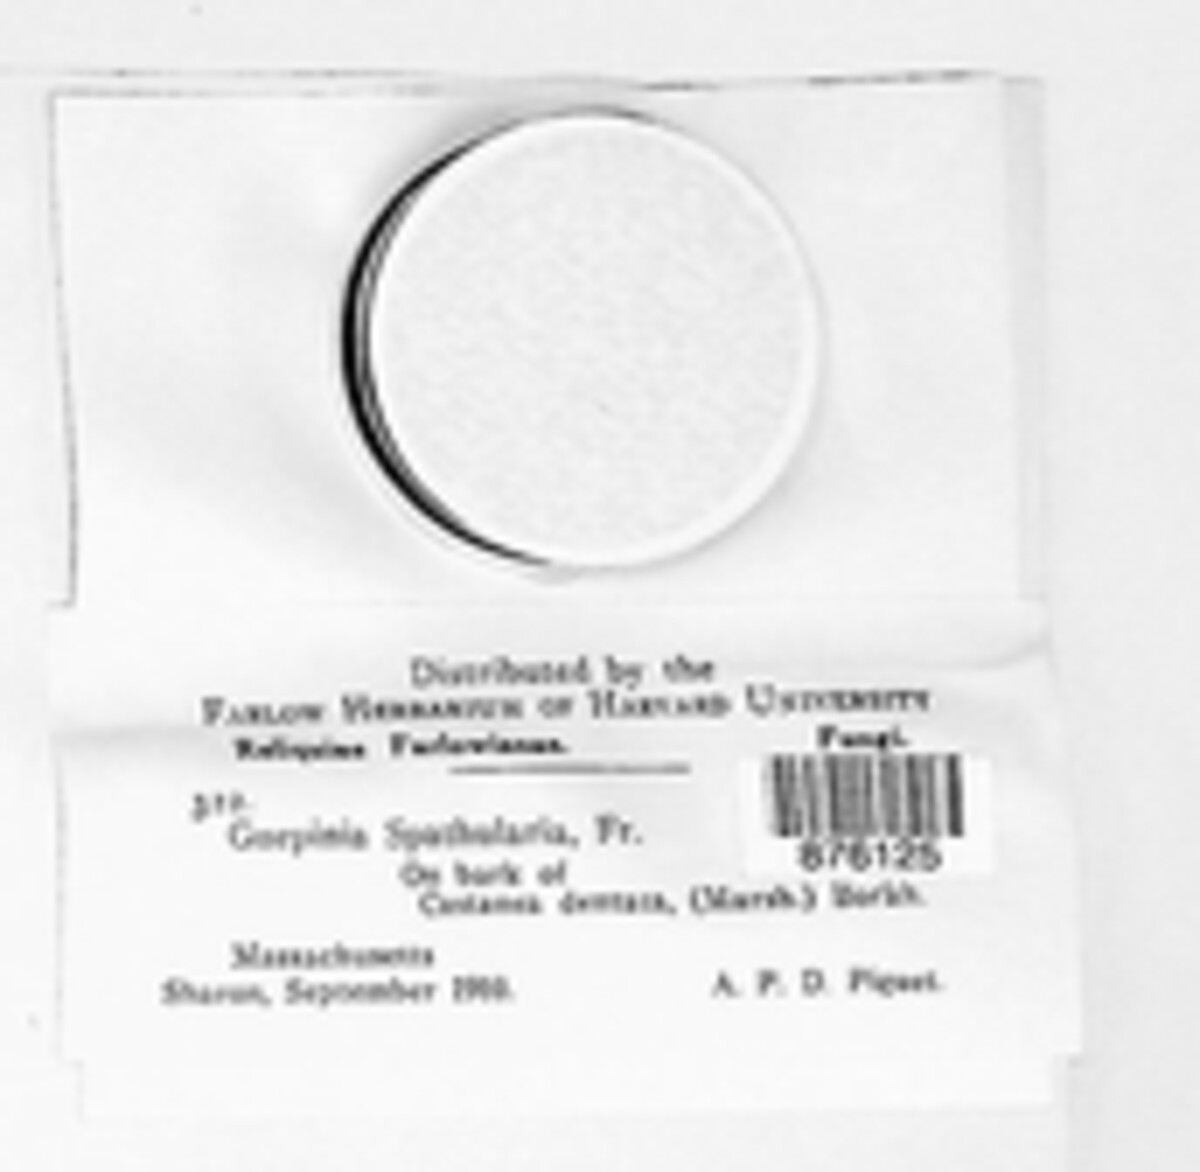 Distributed by the
FARLOW HERBARIUM OF HARVARD UNIVERSITY
Reliquiae Farlowianae. Fungi.
Guepinia Spathularia, Fr.
876125
On bark of
Castanea dentata, (Marsh.) Borkh.
Massachusetts
Sharon, September
A. P. D. Piguet.